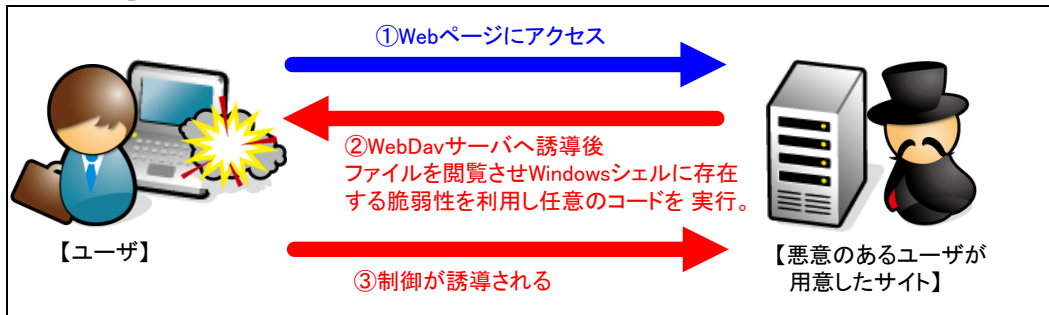 ①Webページにアクセス
②WebDavサーバへ誘導後
ファイルを閲覧させWindowsシェルに存在
する脆弱性を利用し任意のコードを 実行。
【ユーザ】
③制御が誘導される
【悪意のあるユーザが
用意したサイト】